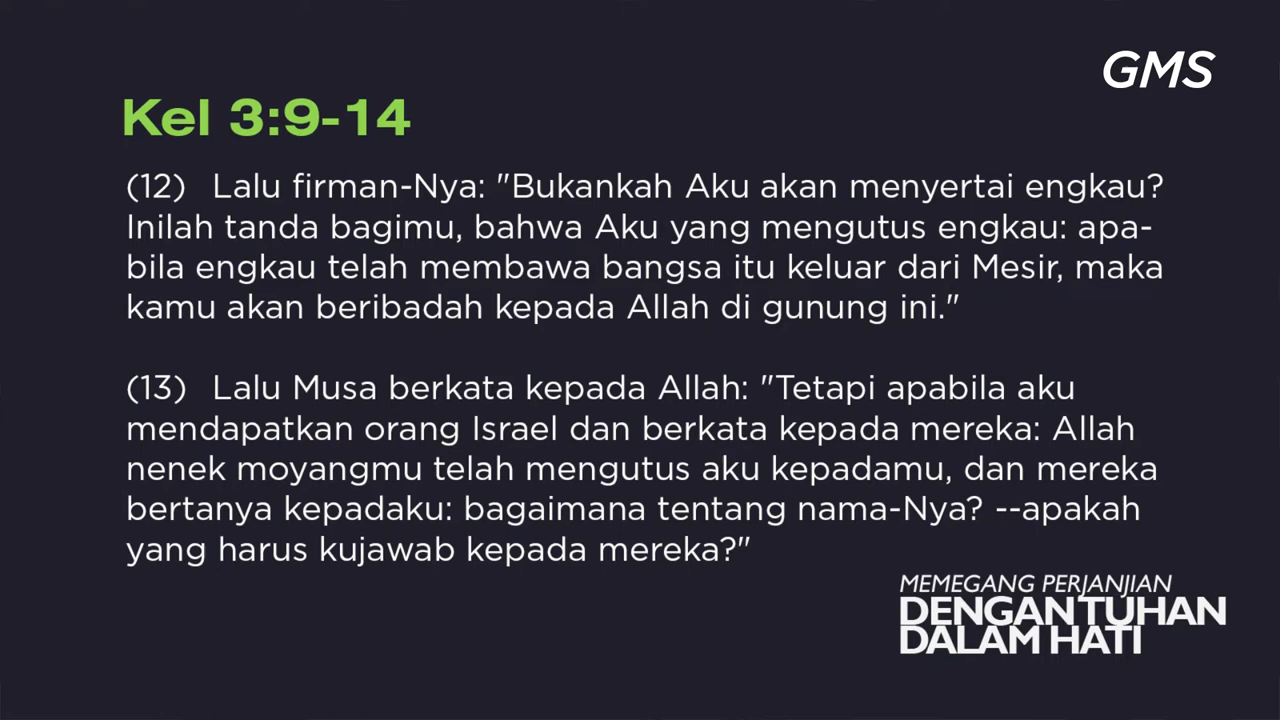 GMS
Kel 3:9-14
(12) Lalu firman-Nya: "Bukankah Aku akan menyertai engkau?
Inilah tanda bagimu, bahwa Aku yang mengutus engkau: apa-
bila engkau telah membawa bangsa itu keluar dari Mesir, maka
kamu akan beribadah kepada Allah di gunung ini."
(13) Lalu Musa berkata kepada Allah: "Tetapi apabila aku
mendapatkan orang Israel dan berkata kepada mereka: Allah
nenek moyangmu telah mengutus aku kepadamu, dan mereka
bertanya kepadaku: bagaimana tentang nama-Nya? --apakah
yang harus kujawab kepada mereka?"
MEMEGANG PERJANJIAN
DENGAN TUHAN
DALAM HATI